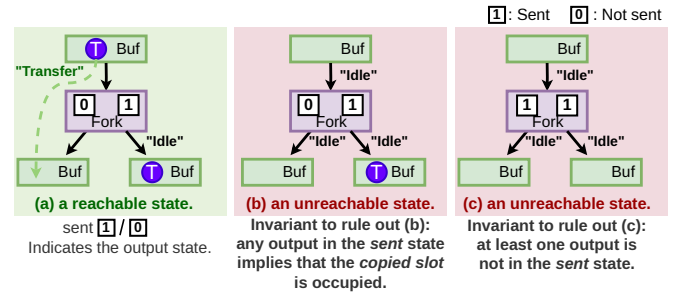 1 : Sent 0 : Not sent
T Buf
"Transfer"
0 1
Fork
"Idle"
Buf
T Buf
(a) a reachable state.
sent 1 / 0
Indicates the output state.
Buf
"Idle"
0 1
Fork
"Idle" "Idle"
Buf
T Buf
(b) an unreachable state.
Invariant to rule out (b):
any output in the sent state
implies that the copied slot
is occupied.
Buf
"Idle"
1 1
Fork
"Idle" "Idle"
Buf
Buf
(c) an unreachable state.
Invariant to rule out (c):
at least one output is
not in the sent state.